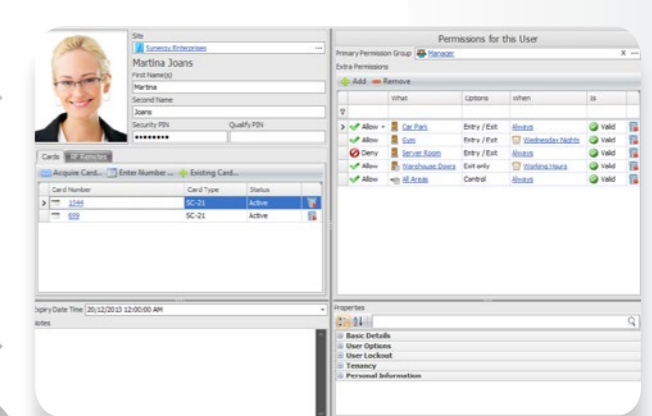 Site
Synergy Enterprises
Martina Joans
First Name(s)
Martina
Second Name
Joans
Security PIN Qualify PIN
••••••••
Cards RF Remotes
Acquire Card... Enter Number ... Existing Card...
Card Number Card Type Status
1544 SC-21 Active
699 SC-21 Active
Expiry Date Time 20/12/2013 12:00:00 AM
Notes
Permissions for this User
Primary Permission Group Manager X ...
Extra Permissions
Add Remove
What Options When Is
Allow Car Park Entry / Exit Always Valid
Allow Gym Entry / Exit Wednesday Nights Valid
Deny Server Room Entry / Exit Always Valid
Allow Warehouse Doors Exit only Working Hours Valid
Allow All Areas Control Always Valid
Properties
Basic Details
User Options
User Lockout
Tenancy
Personal Information